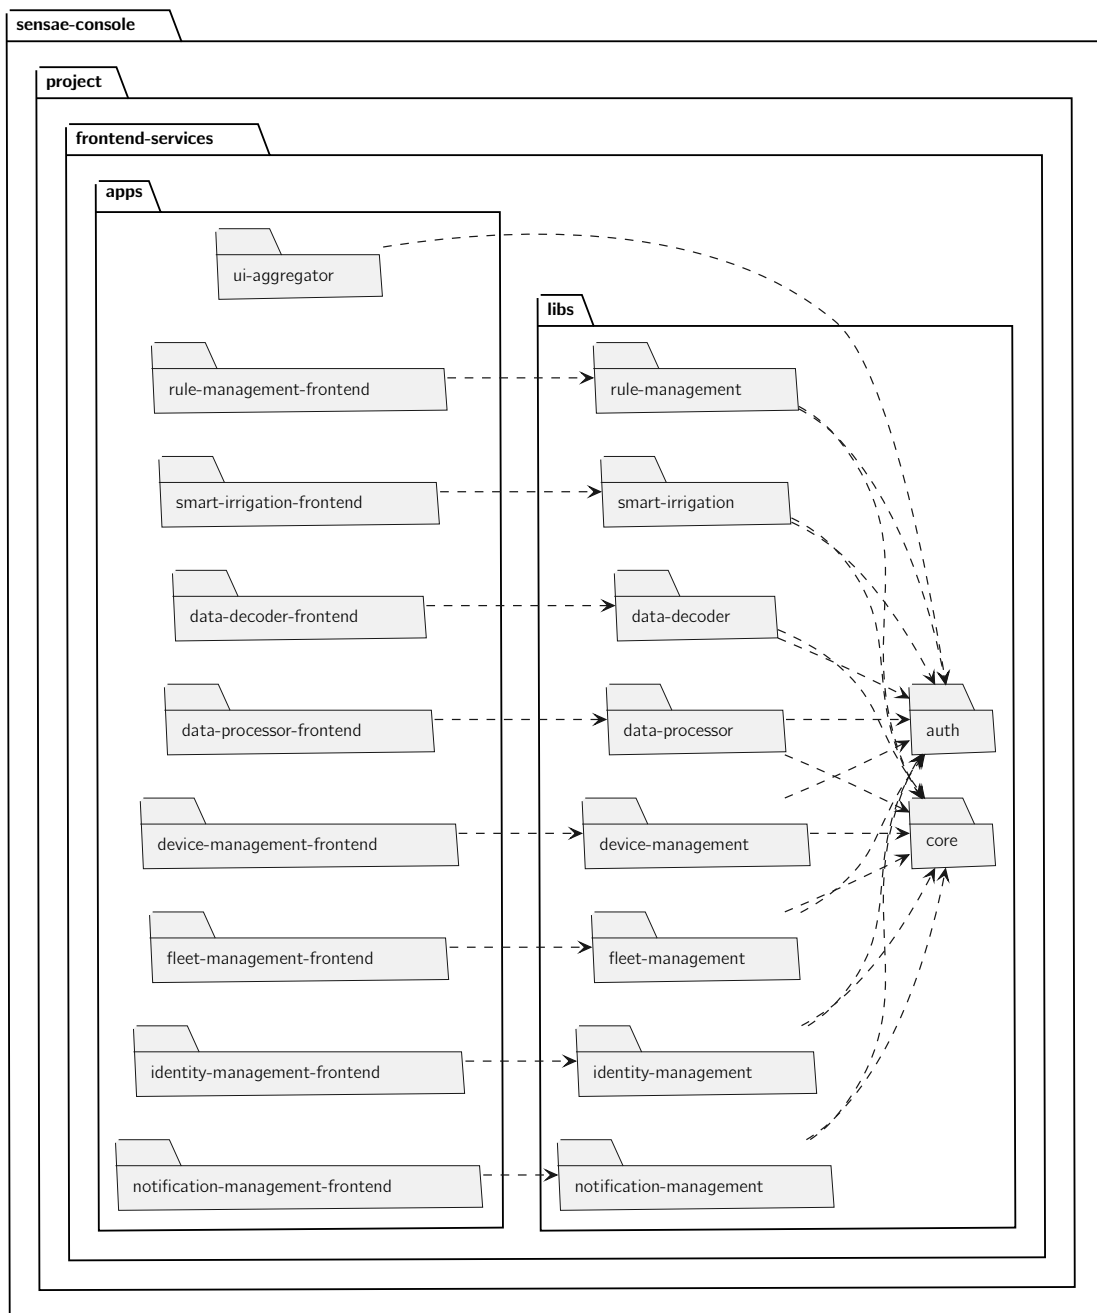 sensae-console
project
frontend-services
apps
ui-aggregator
libs
rule-management-frontend
rule-management
smart-irrigation-frontend
smart-irrigation
data-decoder-frontend
data-decoder
data-processor-frontend
data-processor
auth
device-management-frontend
device-management
core
fleet-management-frontend
fleet-management
identity-management-frontend
identity-management
notification-management-frontend
notification-management